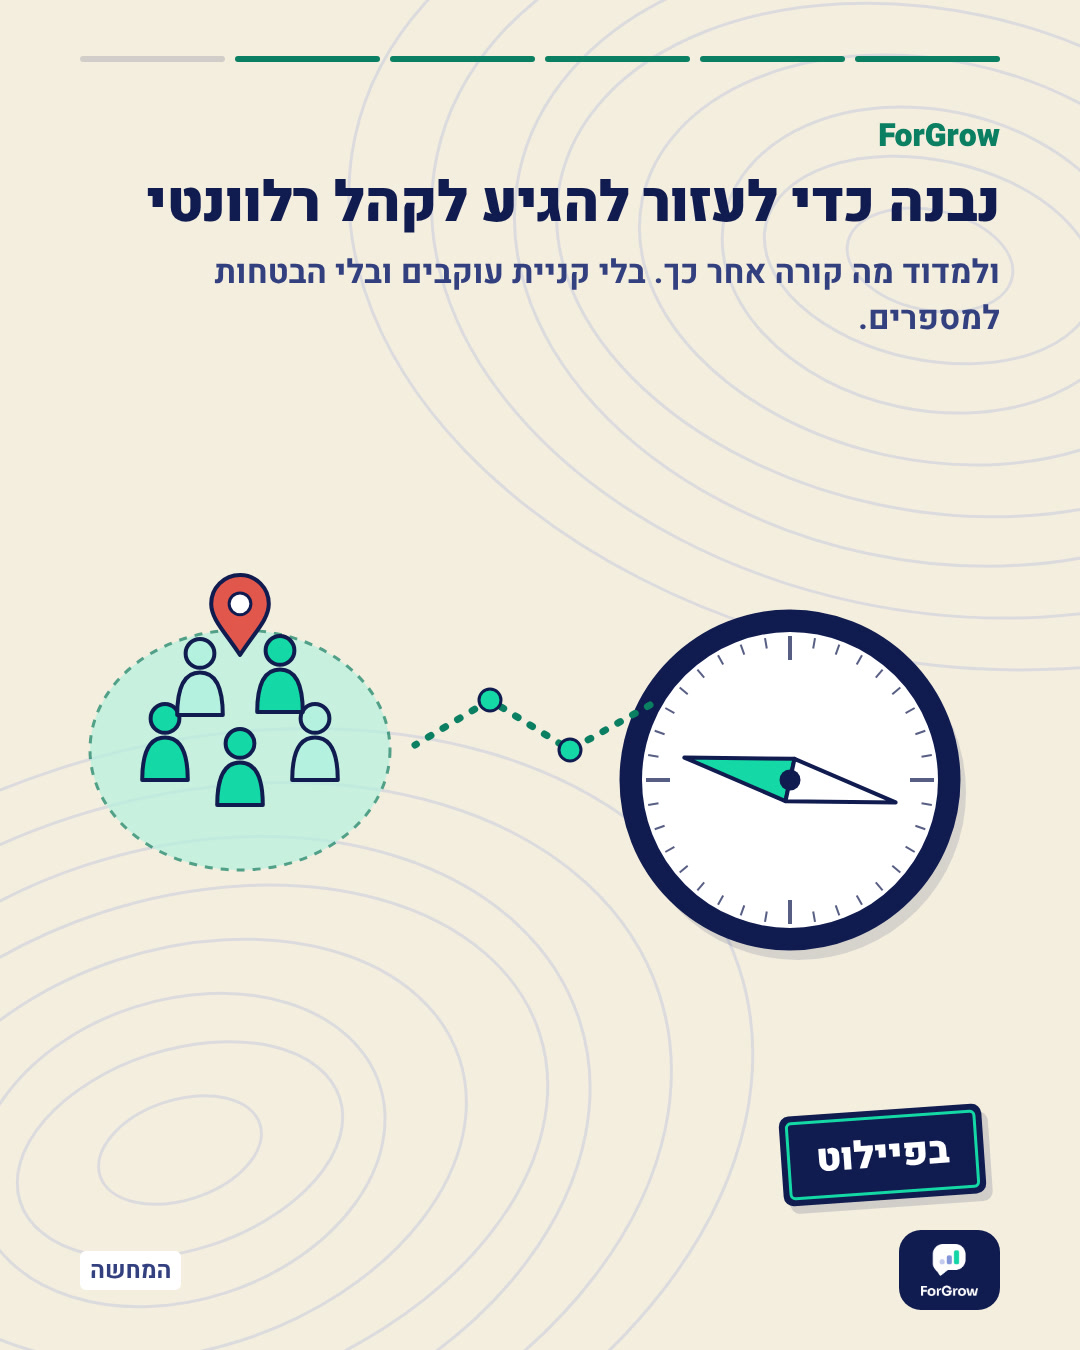 ForGrow
נבנה כדי לעזור להגיע לקהל רלוונטי
ולמדוד מה קורה אחר כך. בלי קניית עוקבים ובלי הבטחות
למספרים.
בפיילוט
ForGrow
המחשה